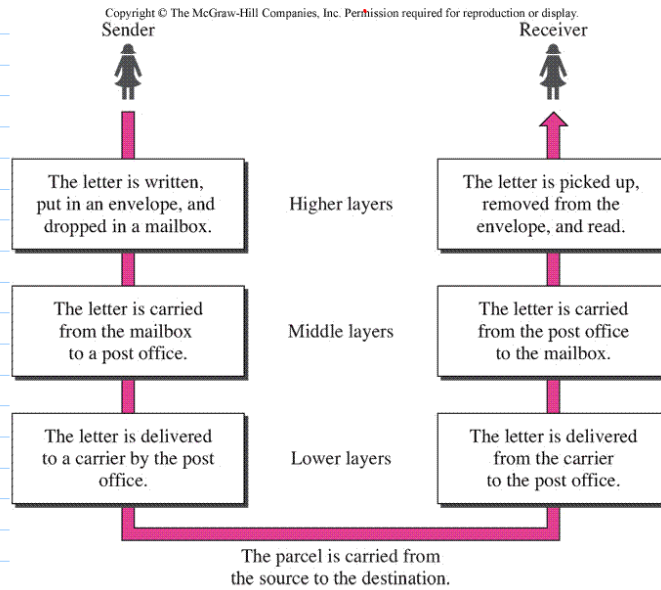 Copyright © The McGraw-Hill Companies, Inc. Permission required for reproduction or display.
Sender
Receiver
The letter is written,
put in an envelope, and
dropped in a mailbox.
Higher layers
The letter is picked up,
removed from the
envelope, and read.
The letter is carried
from the mailbox
to a post office.
Middle layers
The letter is carried
from the post office
to the mailbox.
The letter is delivered
to a carrier by the post
office.
Lower layers
The letter is delivered
from the carrier
to the post office.
The parcel is carried from
the source to the destination.